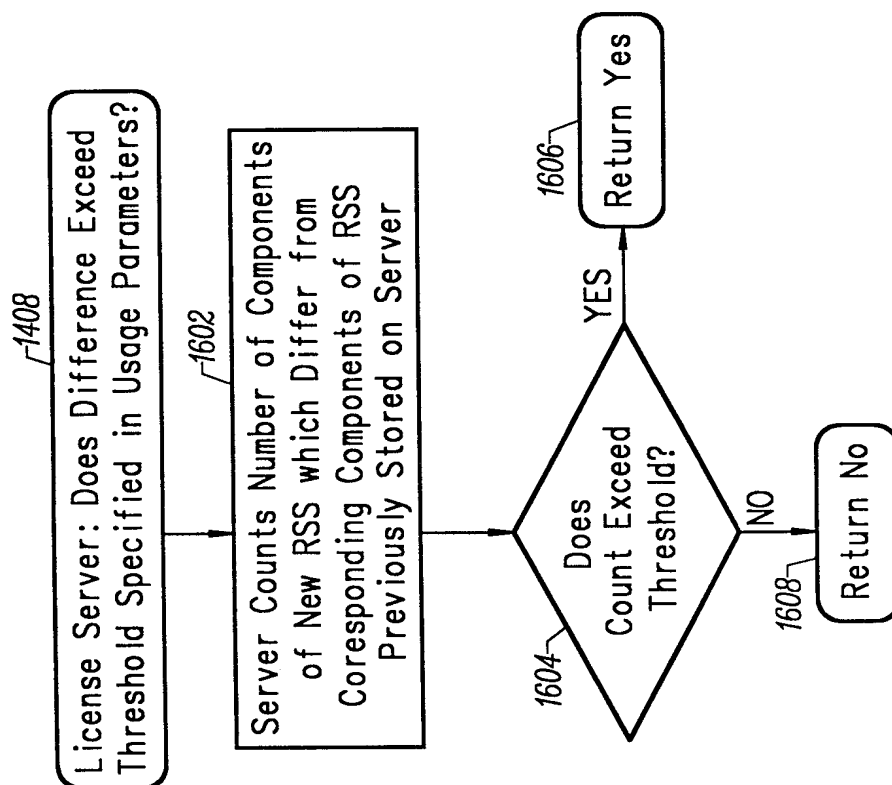 1408
License Server: Does Difference Exceed
Threshold Specified in Usage Parameters?
1602
Server Counts Number of Components
of New RSS which Differ from
Coresponding Components of RSS
Previously Stored on Server
1604
Does
Count Exceed
Threshold?
YES
1606
Return Yes
NO
1608
Return No